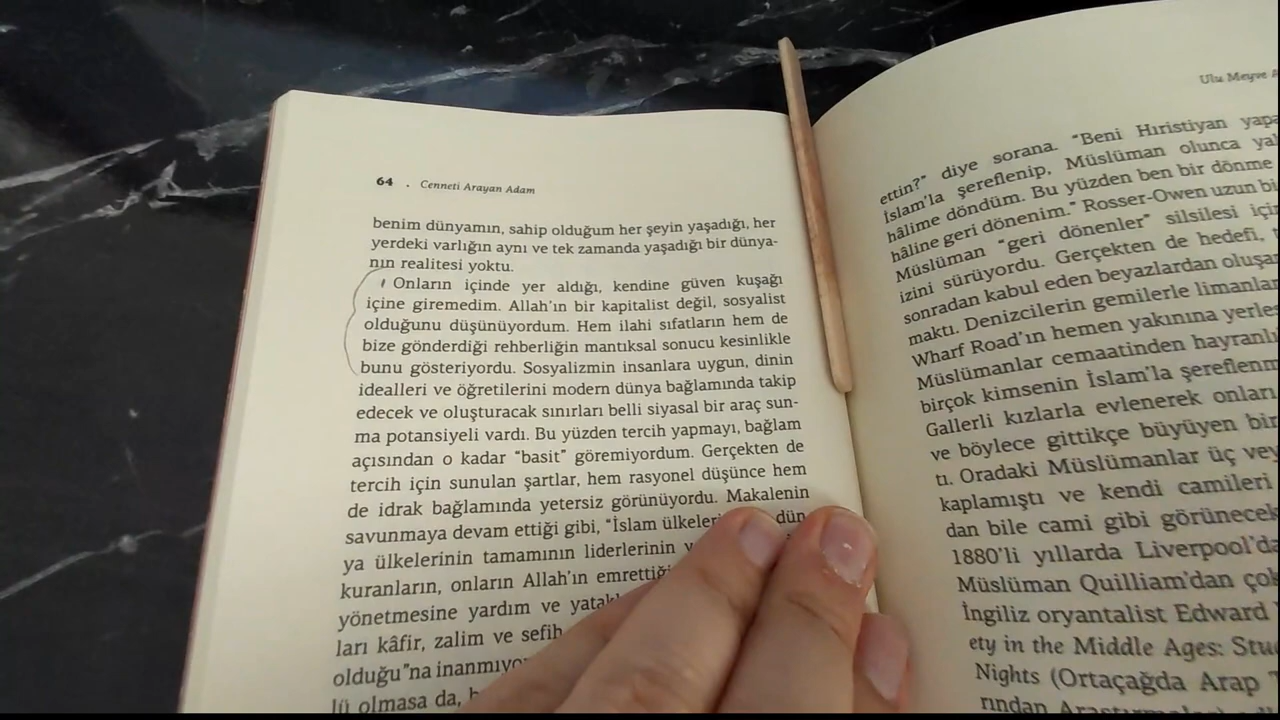 64 . Cenneti Arayan Adam
benim dünyamın, sahip olduğum her şeyin yaşadığı, her
yerdeki varlığın aynı ve tek zamanda yaşadığı bir dünya-
nın realitesi yoktu.
Onların içinde yer aldığı, kendine güven kuşağı
içine giremedim. Allah'ın bir kapitalist değil, sosyalist
olduğunu düşünüyordum. Hem ilahi sıfatların hem de
bize gönderdiği rehberliğin mantıksal sonucu kesinlikle
bunu gösteriyordu. Sosyalizmin insanlara uygun, dinin
idealleri ve öğretilerini modern dünya bağlamında takip
edecek ve oluşturacak sınırları belli siyasal bir araç sun-
ma potansiyeli vardı. Bu yüzden tercih yapmayı, bağlam
açısından o kadar "basit" göremiyordum. Gerçekten de
tercih için sunulan şartlar, hem rasyonel düşünce hem
de idrak bağlamında yetersiz görünüyordu. Makalenin
savunmaya devam ettiği gibi, "İslam ülkeleri dün
ya ülkelerinin tamamının liderlerinin
kuranların, onların Allah'ın emrettiği
yönetmesine yardım ve
ları kâfir, zalim ve sefih
olduğu"na
lü olmasa da,
Ulu Meyve
ettin?" diye sorana. "Beni Hıristiyan
İslam'la şereflenip, Müslüman olunca
hâlime döndüm. Bu yüzden ben bir dönme
hâline geri dönenim." Rosser-Owen uzun
Müslüman "geri dönenler" silsilesi
izini sürüyordu. Gerçekten de hedefi,
sonradan kabul eden beyazlardan
maktı. Denizcilerin gemilerle
Wharf Road'ın hemen yakınına
Müslümanlar cemaatinden
birçok kimsenin İslam'la
Gallerli kızlarla evlenerek
ve böylece gittikçe büyüyen bir
tı. Oradaki Müslümanlar üç
kaplamıştı ve kendi camileri
dan bile cami gibi
1880'li yıllarda Liverpool'da
Müslüman Quilliam'dan
İngiliz oryantalist Edward
ety in the Middle Ages:
Nights (Ortaçağda Arap
rından